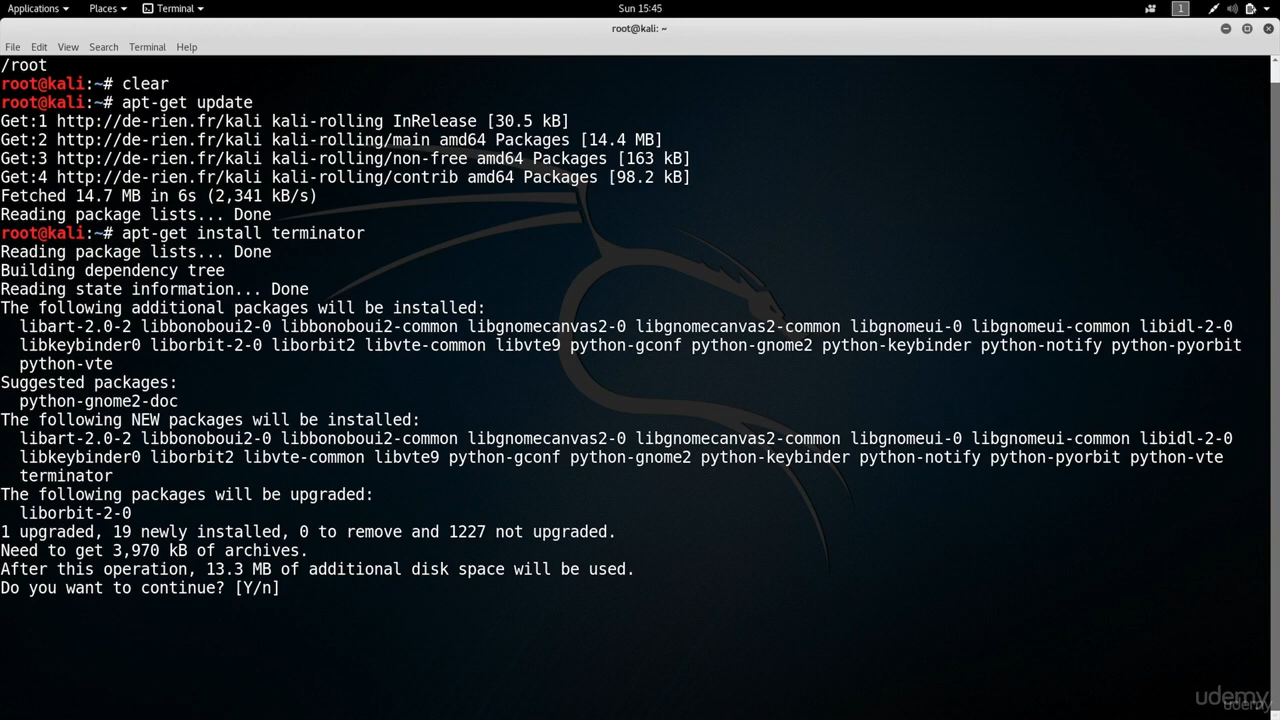 Applications Places Terminal Sun 15:45 1
root@kali: ~
File Edit View Search Terminal Help
/root
root@kali:~# clear
root@kali:~# apt-get update
Get:1 http://de-rien.fr/kali kali-rolling InRelease [30.5 kB]
Get:2 http://de-rien.fr/kali kali-rolling/main amd64 Packages [14.4 MB]
Get:3 http://de-rien.fr/kali kali-rolling/non-free amd64 Packages [163 kB]
Get:4 http://de-rien.fr/kali kali-rolling/contrib amd64 Packages [98.2 kB]
Fetched 14.7 MB in 6s (2,341 kB/s)
Reading package lists... Done
root@kali:~# apt-get install terminator
Reading package lists... Done
Building dependency tree
Reading state information... Done
The following additional packages will be installed:
libart-2.0-2 libbonoboui2-0 libbonoboui2-common libgnomecanvas2-0 libgnomecanvas2-common libgnomeui-0 libgnomeui-common libidl-2-0
libkeybinder0 liborbit-2-0 liborbit2 libvte-common libvte9 python-gconf python-gnome2 python-keybinder python-notify python-pyorbit
python-vte
Suggested packages:
python-gnome2-doc
The following NEW packages will be installed:
libart-2.0-2 libbonoboui2-0 libbonoboui2-common libgnomecanvas2-0 libgnomecanvas2-common libgnomeui-0 libgnomeui-common libidl-2-0
libkeybinder0 liborbit2 libvte-common libvte9 python-gconf python-gnome2 python-keybinder python-notify python-pyorbit python-vte
terminator
The following packages will be upgraded:
liborbit-2-0
1 upgraded, 19 newly installed, 0 to remove and 1227 not upgraded.
Need to get 3,970 kB of archives.
After this operation, 13.3 MB of additional disk space will be used.
Do you want to continue? [Y/n]
udemy
udemy